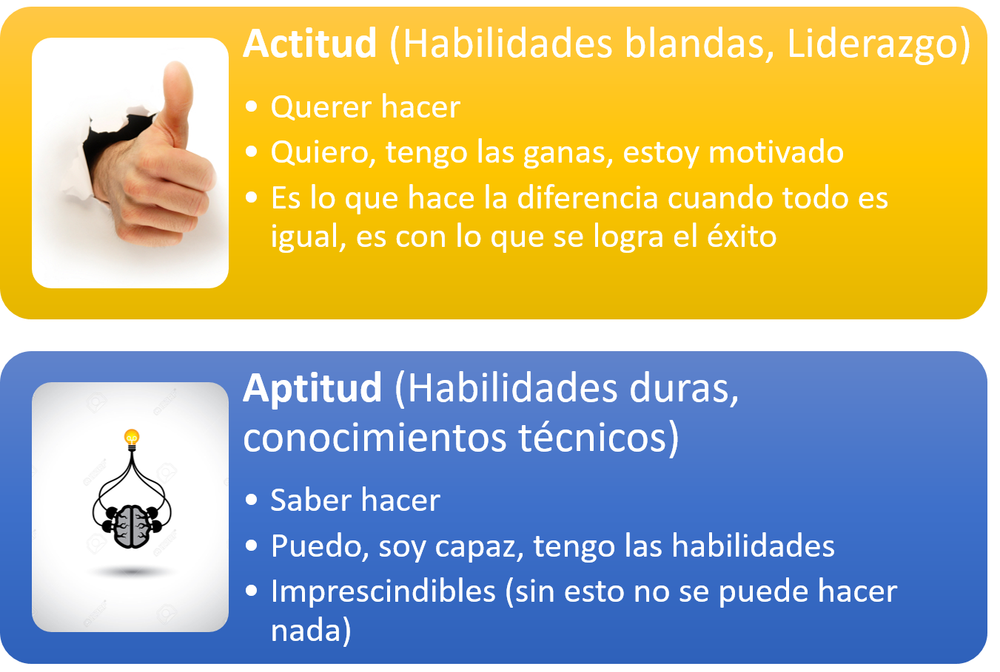 Actitud (Habilidades blandas, Liderazgo)
• Querer hacer
• Quiero, tengo las ganas, estoy motivado
• Es lo que hace la diferencia cuando todo es
igual, es con lo que se logra el éxito
Aptitud (Habilidades duras,
conocimientos técnicos)
• Saber hacer
• Puedo, soy capaz, tengo las habilidades
• Imprescindibles (sin esto no se puede hacer
nada)